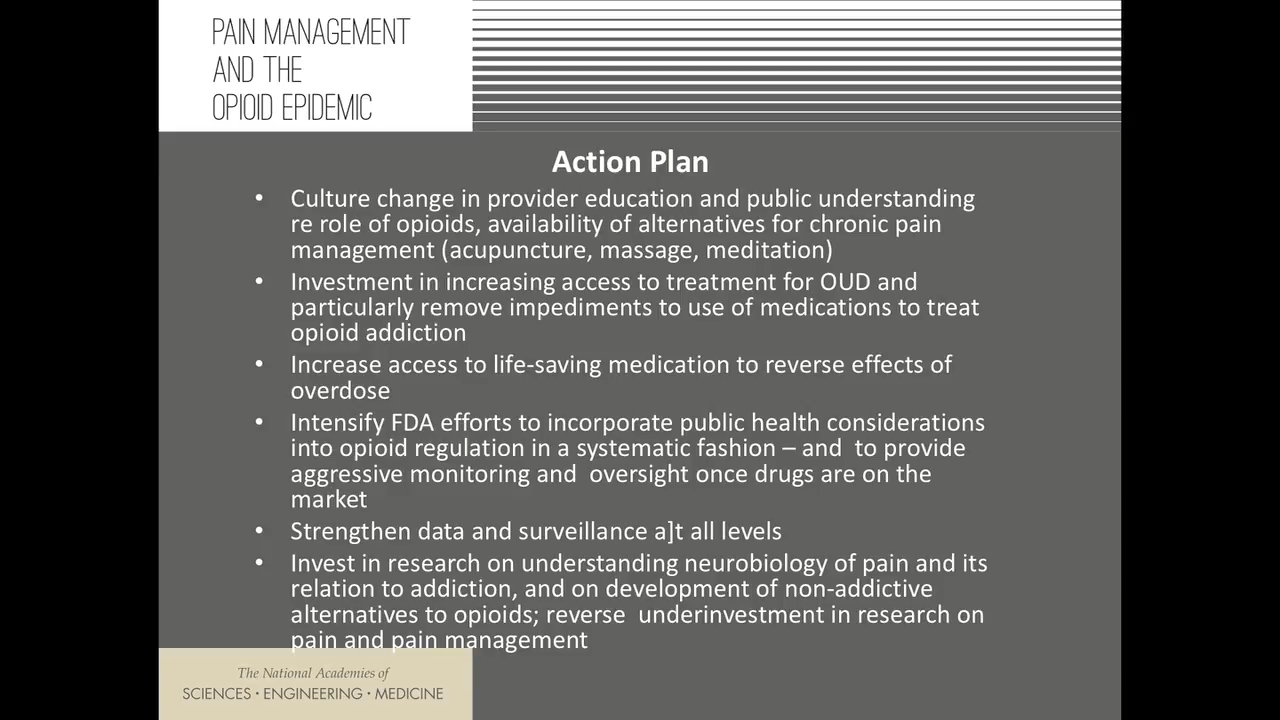 PAIN MANAGEMENT
AND THE
OPIOID EPIDEMIC
Action Plan
• Culture change in provider education and public understanding
re role of opioids, availability of alternatives for chronic pain
management (acupuncture, massage, meditation)
• Investment in increasing access to treatment for OUD and
particularly remove impediments to use of medications to treat
opioid addiction
• Increase access to life-saving medication to reverse effects of
overdose
• Intensify FDA efforts to incorporate public health considerations
into opioid regulation in a systematic fashion – and  to provide
aggressive monitoring and  oversight once drugs are on the
market
• Strengthen data and surveillance a]t all levels
• Invest in research on understanding neurobiology of pain and its
relation to addiction, and on development of non-addictive
alternatives to opioids; reverse  underinvestment in research on
pain and pain management
The National Academies of
SCIENCES · ENGINEERING · MEDICINE